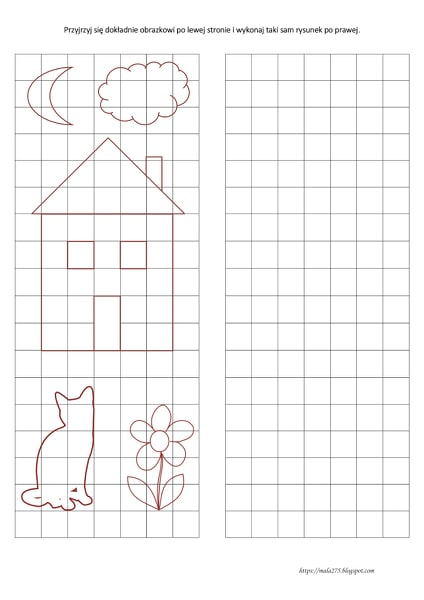 Przyjrzyj się dokładnie obrazkowi po lewej stronie i wykonaj taki sam rysunek po prawej.
https://mala275.blogspot.com